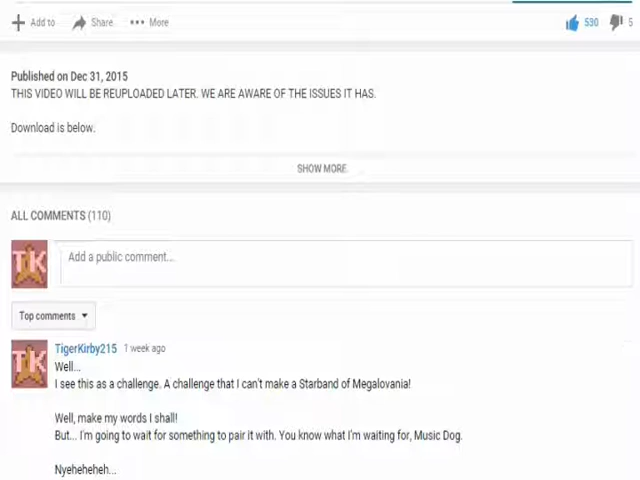 Add to Share More 530 5
Published on Dec 31, 2015
THIS VIDEO WILL BE REUPLOADED LATER. WE ARE AWARE OF THE ISSUES IT HAS.
Download is below.
SHOW MORE
ALL COMMENTS (110)
TK Add a public comment...
Top comments
TK TigerKirby215 1 week ago
Well...
I see this as a challenge. A challenge that I can't make a Starband of Megalovania!
Well, make my words I shall!
But... I'm going to wait for something to pair it with. You know what I'm waiting for, Music Dog.
Nyeheheheh...